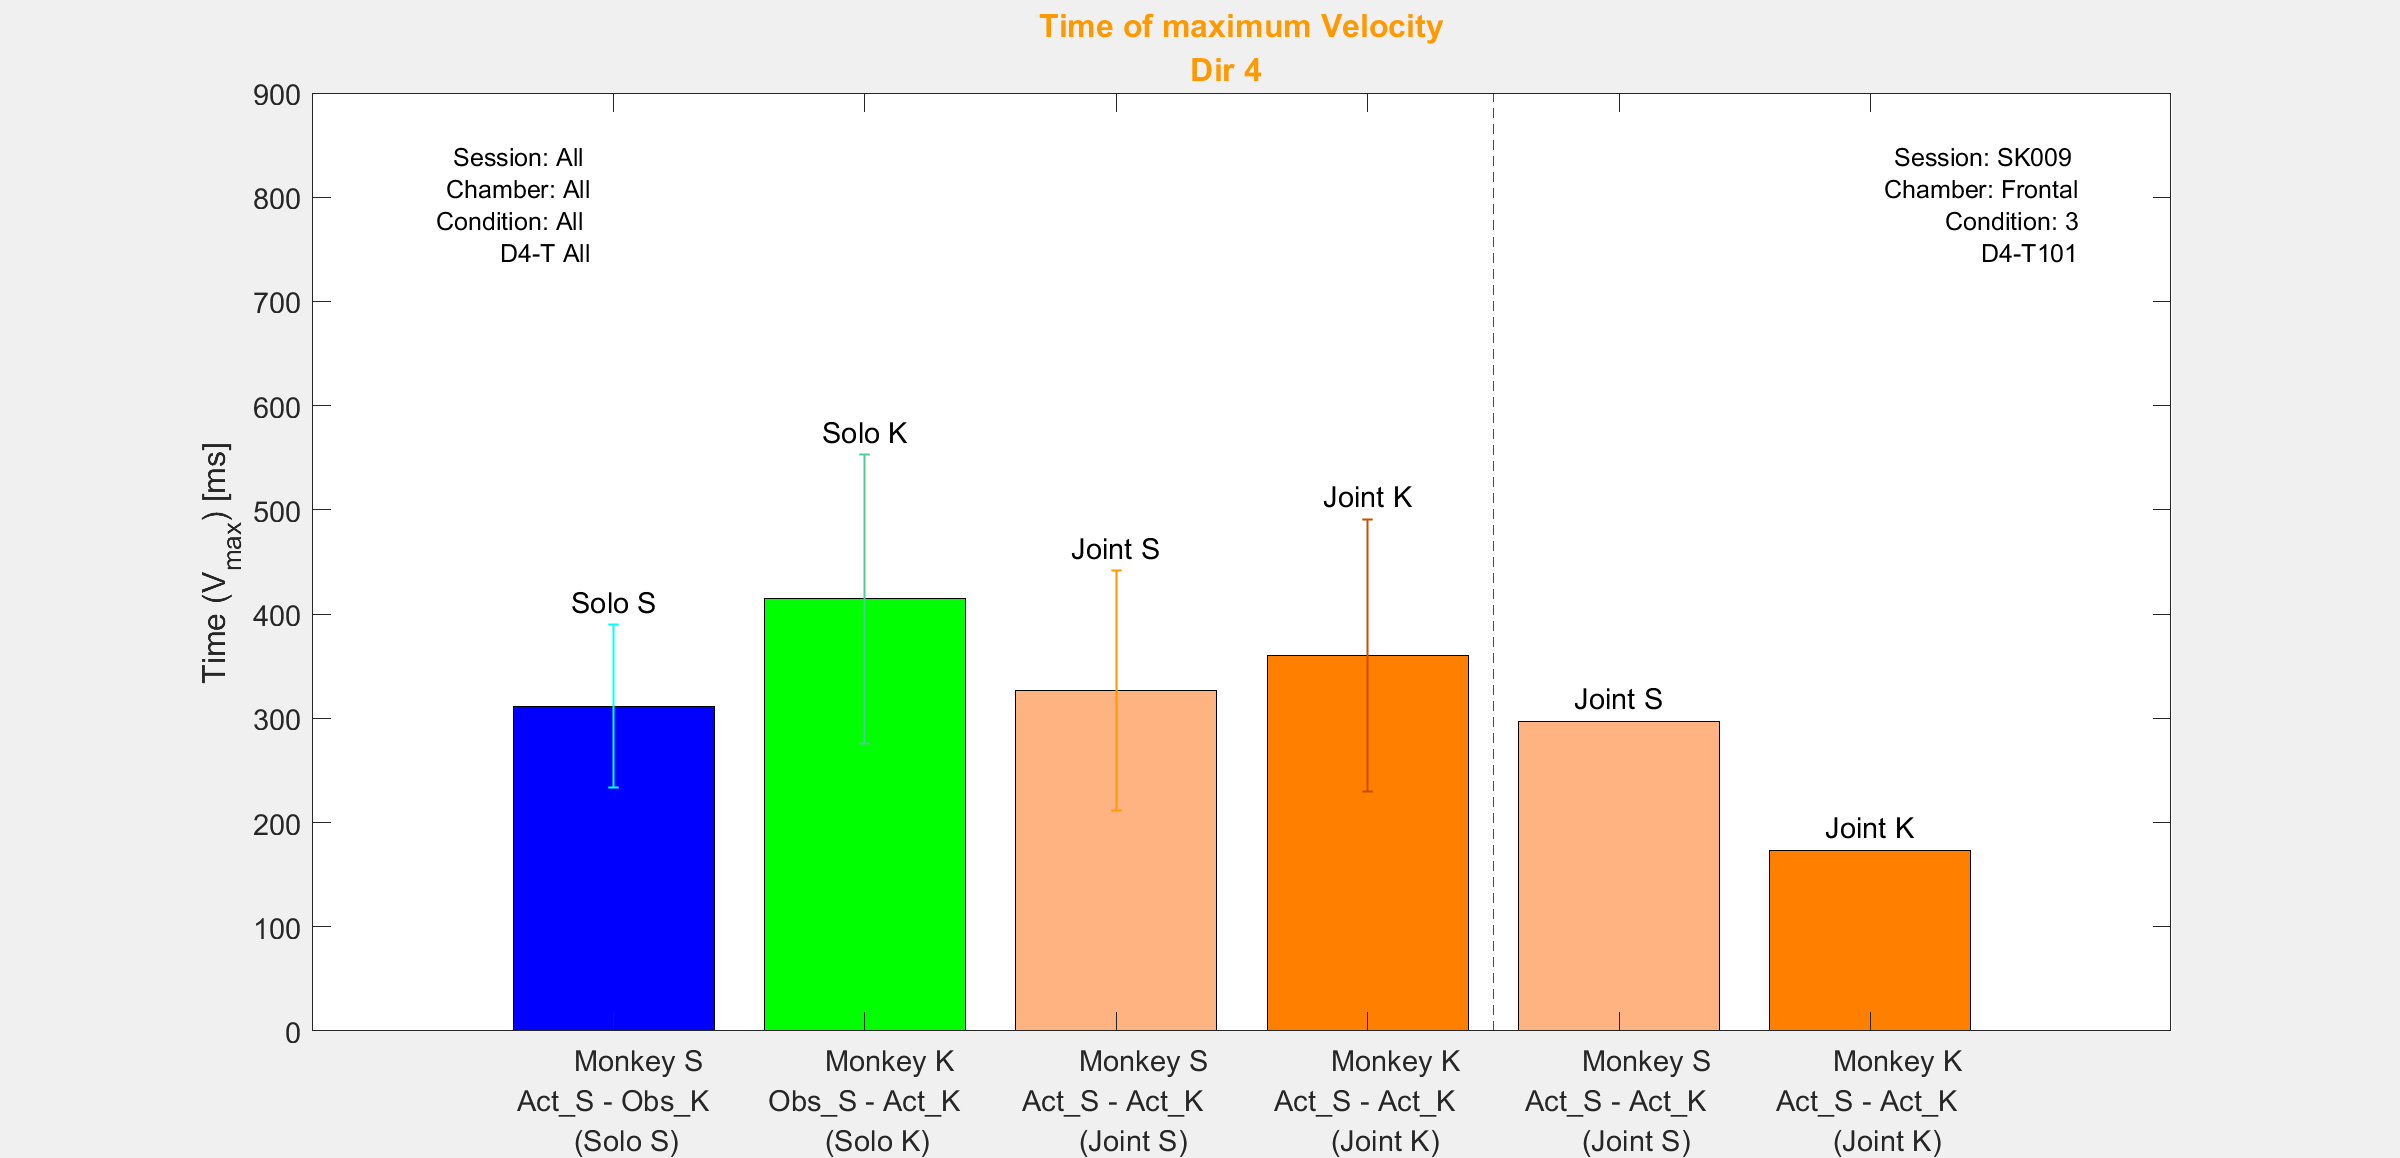 Time of maximum Velocity
Dir 4
900
800
700
600
500
400
300
200
100
0
Time (Vmax) [ms]
Session: All
Chamber: All
Condition: All
D4-T All
Session: SK009
Chamber: Frontal
Condition: 3
D4-T101
Solo S
Solo K
Joint S
Joint K
Joint S
Joint K
Monkey S
Act_S - Obs_K
(Solo S)
Monkey K
Obs_S - Act_K
(Solo K)
Monkey S
Act_S - Act_K
(Joint S)
Monkey K
Act_S - Act_K
(Joint K)
Monkey S
Act_S - Act_K
(Joint S)
Monkey K
Act_S - Act_K
(Joint K)